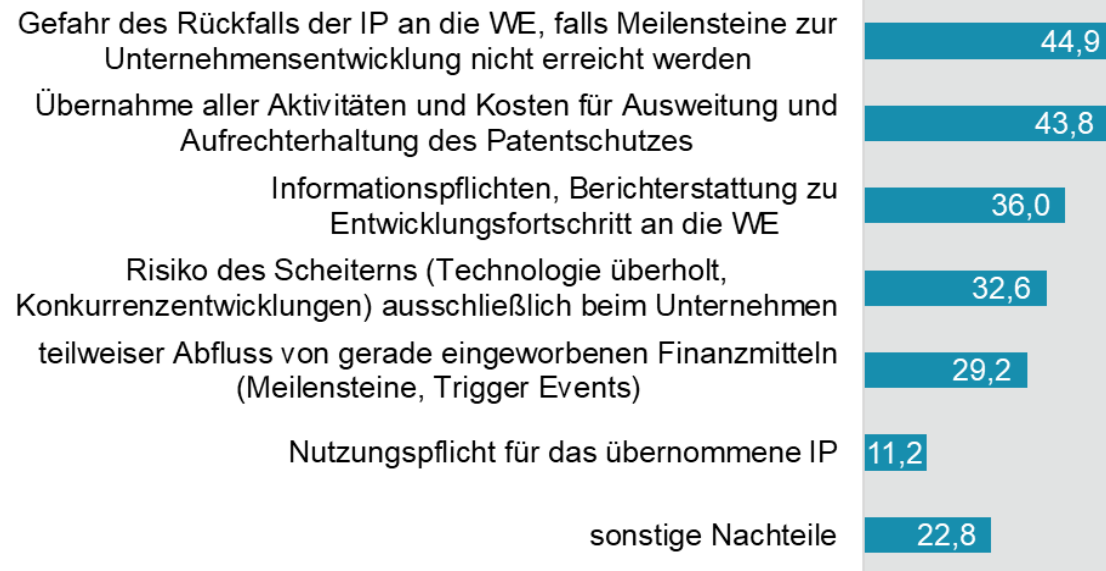 Gefahr des Rückfalls der IP an die WE, falls Meilensteine zur
Unternehmensentwicklung nicht erreicht werden
44,9
Übernahme aller Aktivitäten und Kosten für Ausweitung und
Aufrechterhaltung des Patentschutzes
43,8
Informationspflichten, Berichterstattung zu
Entwicklungsfortschritt an die WE
36,0
Risiko des Scheiterns (Technologie überholt,
Konkurrenzentwicklungen) ausschließlich beim Unternehmen
32,6
teilweiser Abfluss von gerade eingeworbenen Finanzmitteln
(Meilensteine, Trigger Events)
29,2
Nutzungspflicht für das übernommene IP
11,2
sonstige Nachteile
22,8